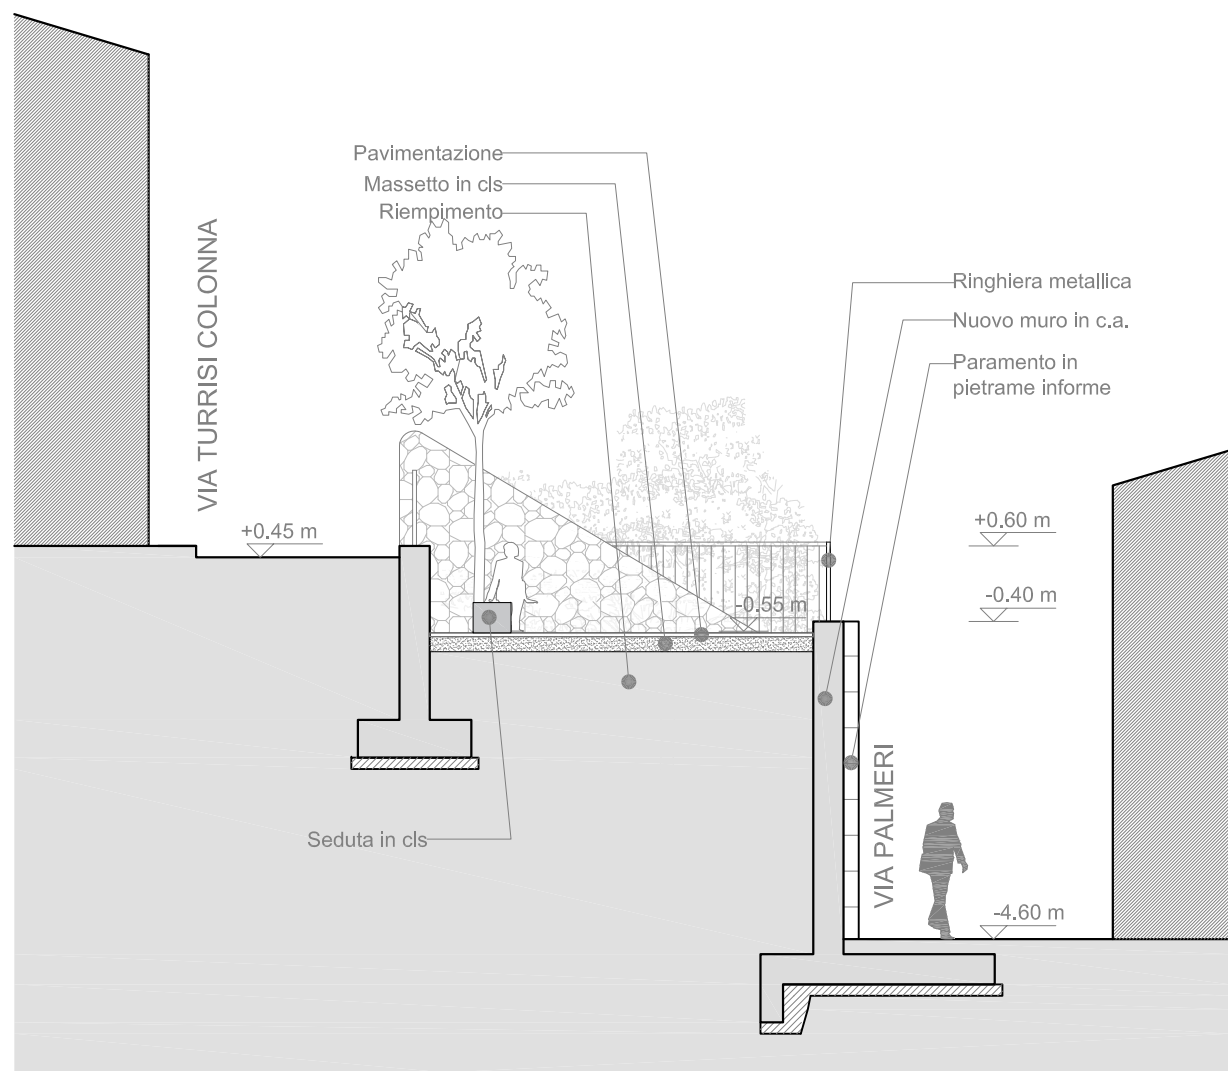 Pavimentazione
Massetto in cls
Riempimento
VIA TURRISI COLONNA
Ringhiera metallica
Nuovo muro in c.a.
Paramento in
pietrame informe
+0.45 m
+0.60 m
-0.40 m
-0.55 m
VIA PALMERI
Seduta in cls
-4.60 m